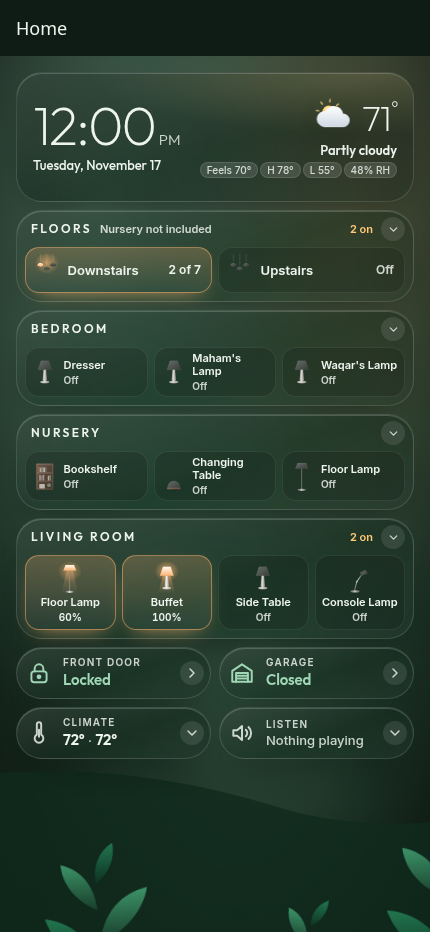 Home
12:00 PM
71°
Partly cloudy
Tuesday, November 17
Feels 70° H 78° L 55° 48% RH
FLOORS Nursery not included 2 on
Downstairs 2 of 7
Upstairs Off
BEDROOM
Dresser
Off
Maham's
Lamp
Off
Waqar's Lamp
Off
NURSERY
Bookshelf
Off
Changing
Table
Off
Floor Lamp
Off
LIVING ROOM 2 on
Floor Lamp
60%
Buffet
100%
Side Table
Off
Console Lamp
Off
FRONT DOOR
Locked
GARAGE
Closed
CLIMATE
72° · 72°
LISTEN
Nothing playing